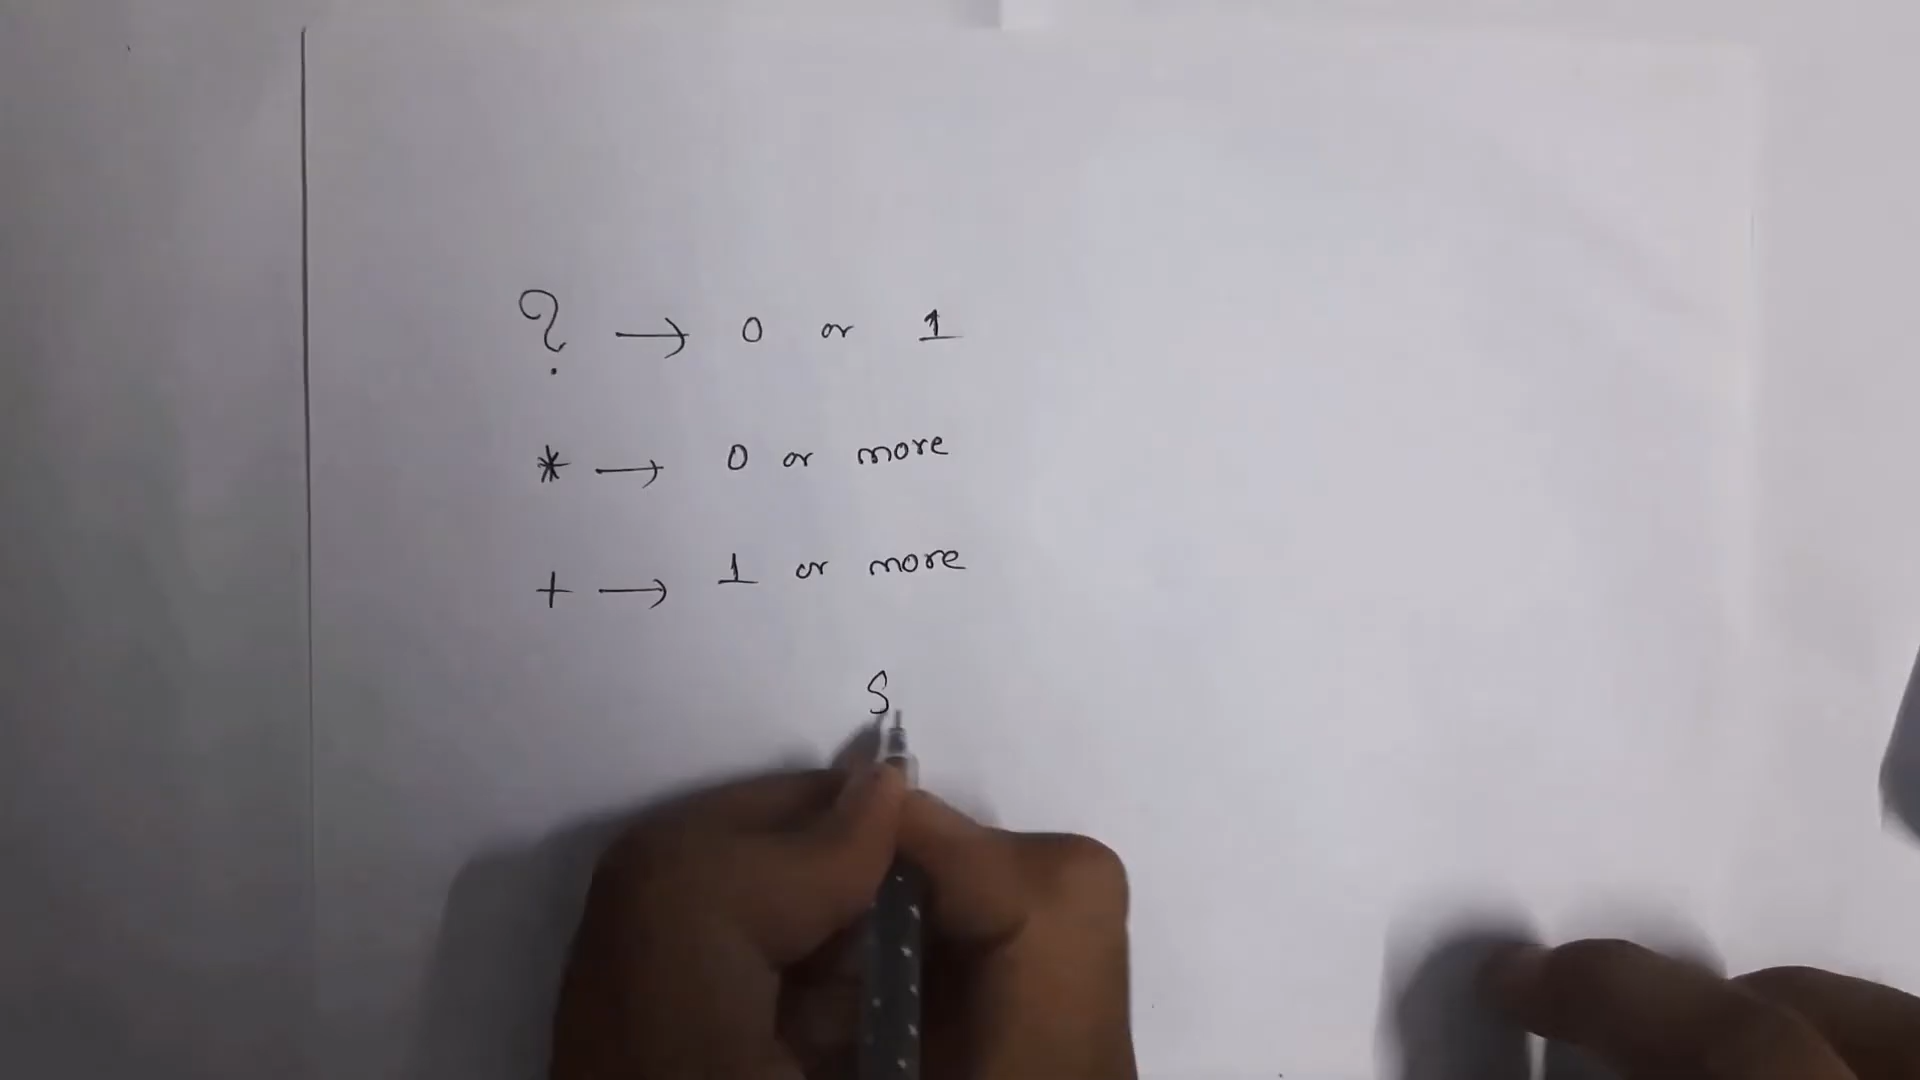 ? → 0 or 1
* → 0 or more
+ → 1 or more
S